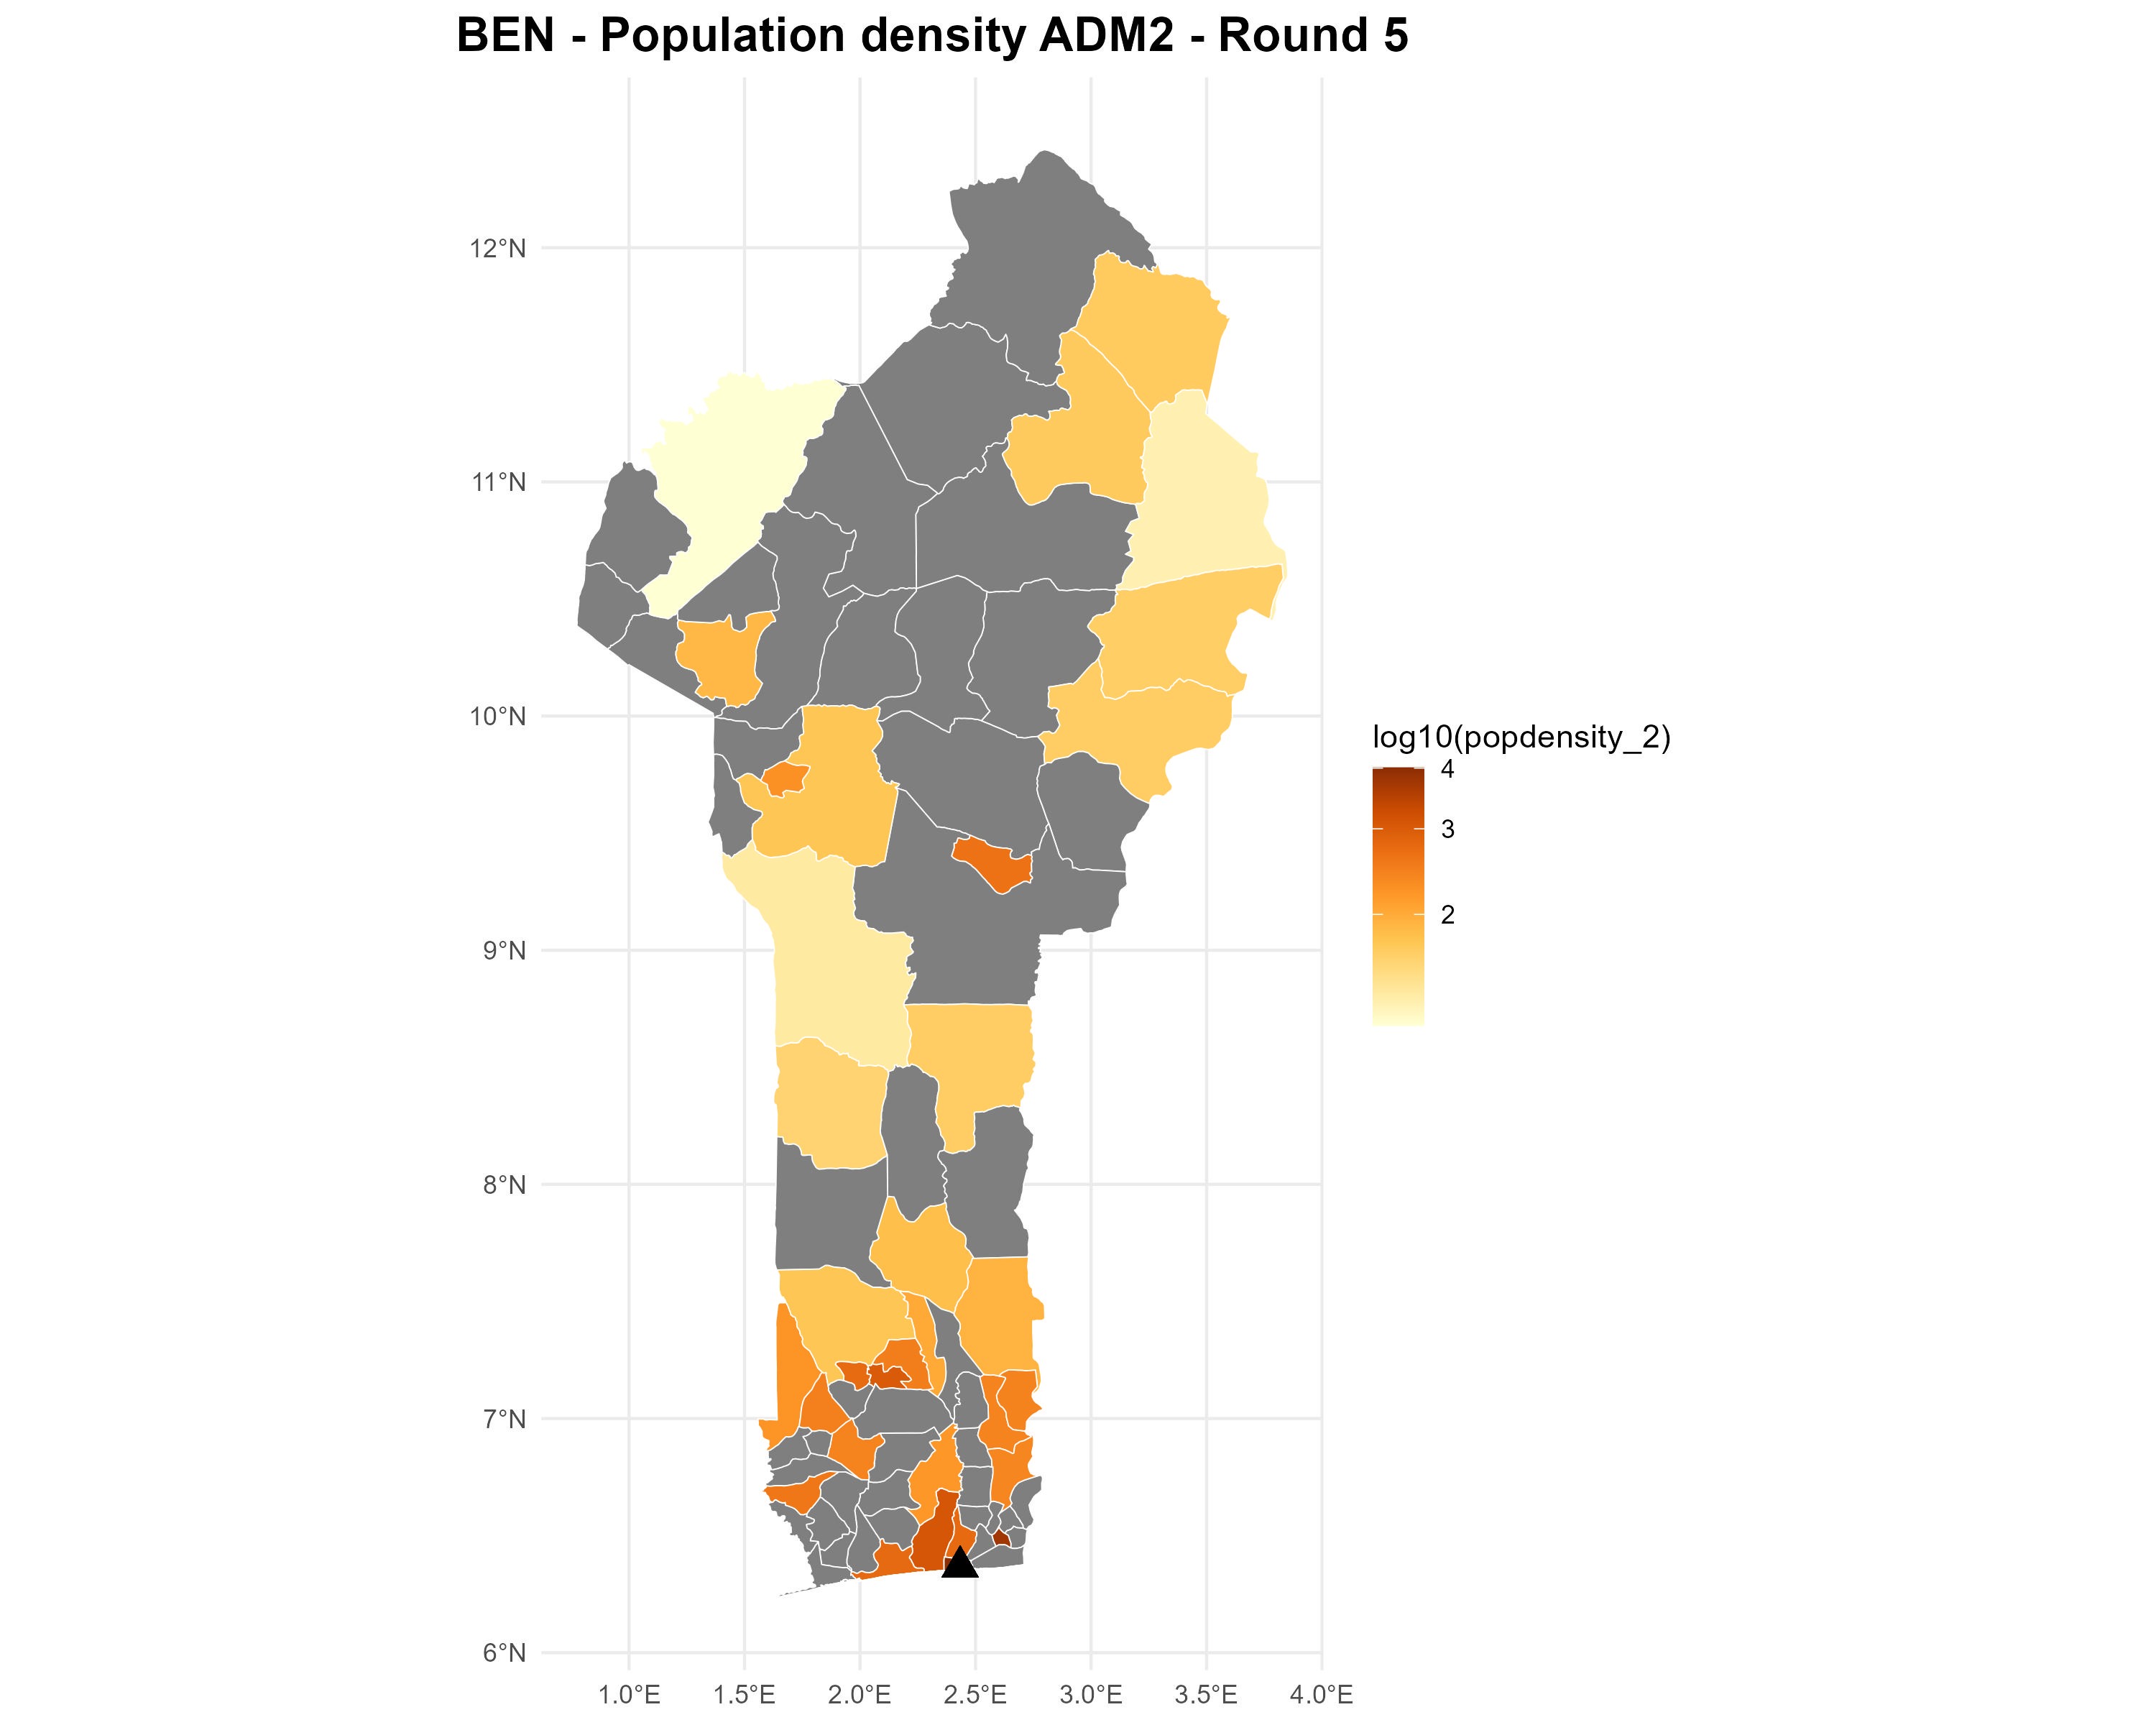 BEN - Population density ADM2 - Round 5
12°N
11°N
10°N
9°N
8°N
7°N
6°N
1.0°E 1.5°E 2.0°E 2.5°E 3.0°E 3.5°E 4.0°E
log10(popdensity_2)
4
3
2